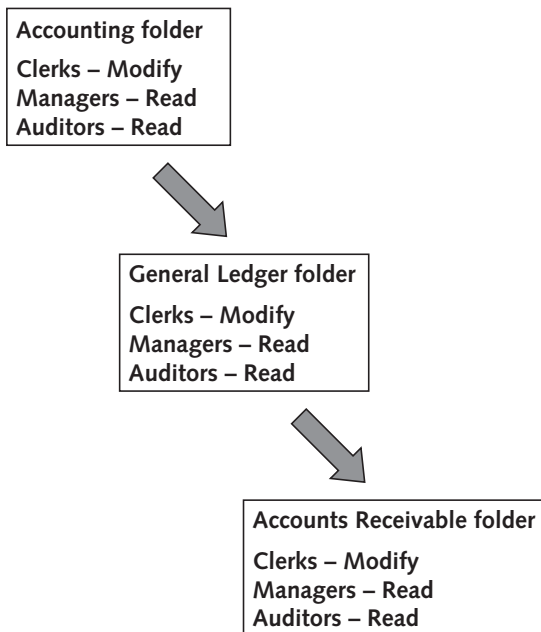 Accounting folder
Clerks – Modify
Managers – Read
Auditors – Read
General Ledger folder
Clerks – Modify
Managers – Read
Auditors – Read
Accounts Receivable folder
Clerks – Modify
Managers – Read
Auditors – Read